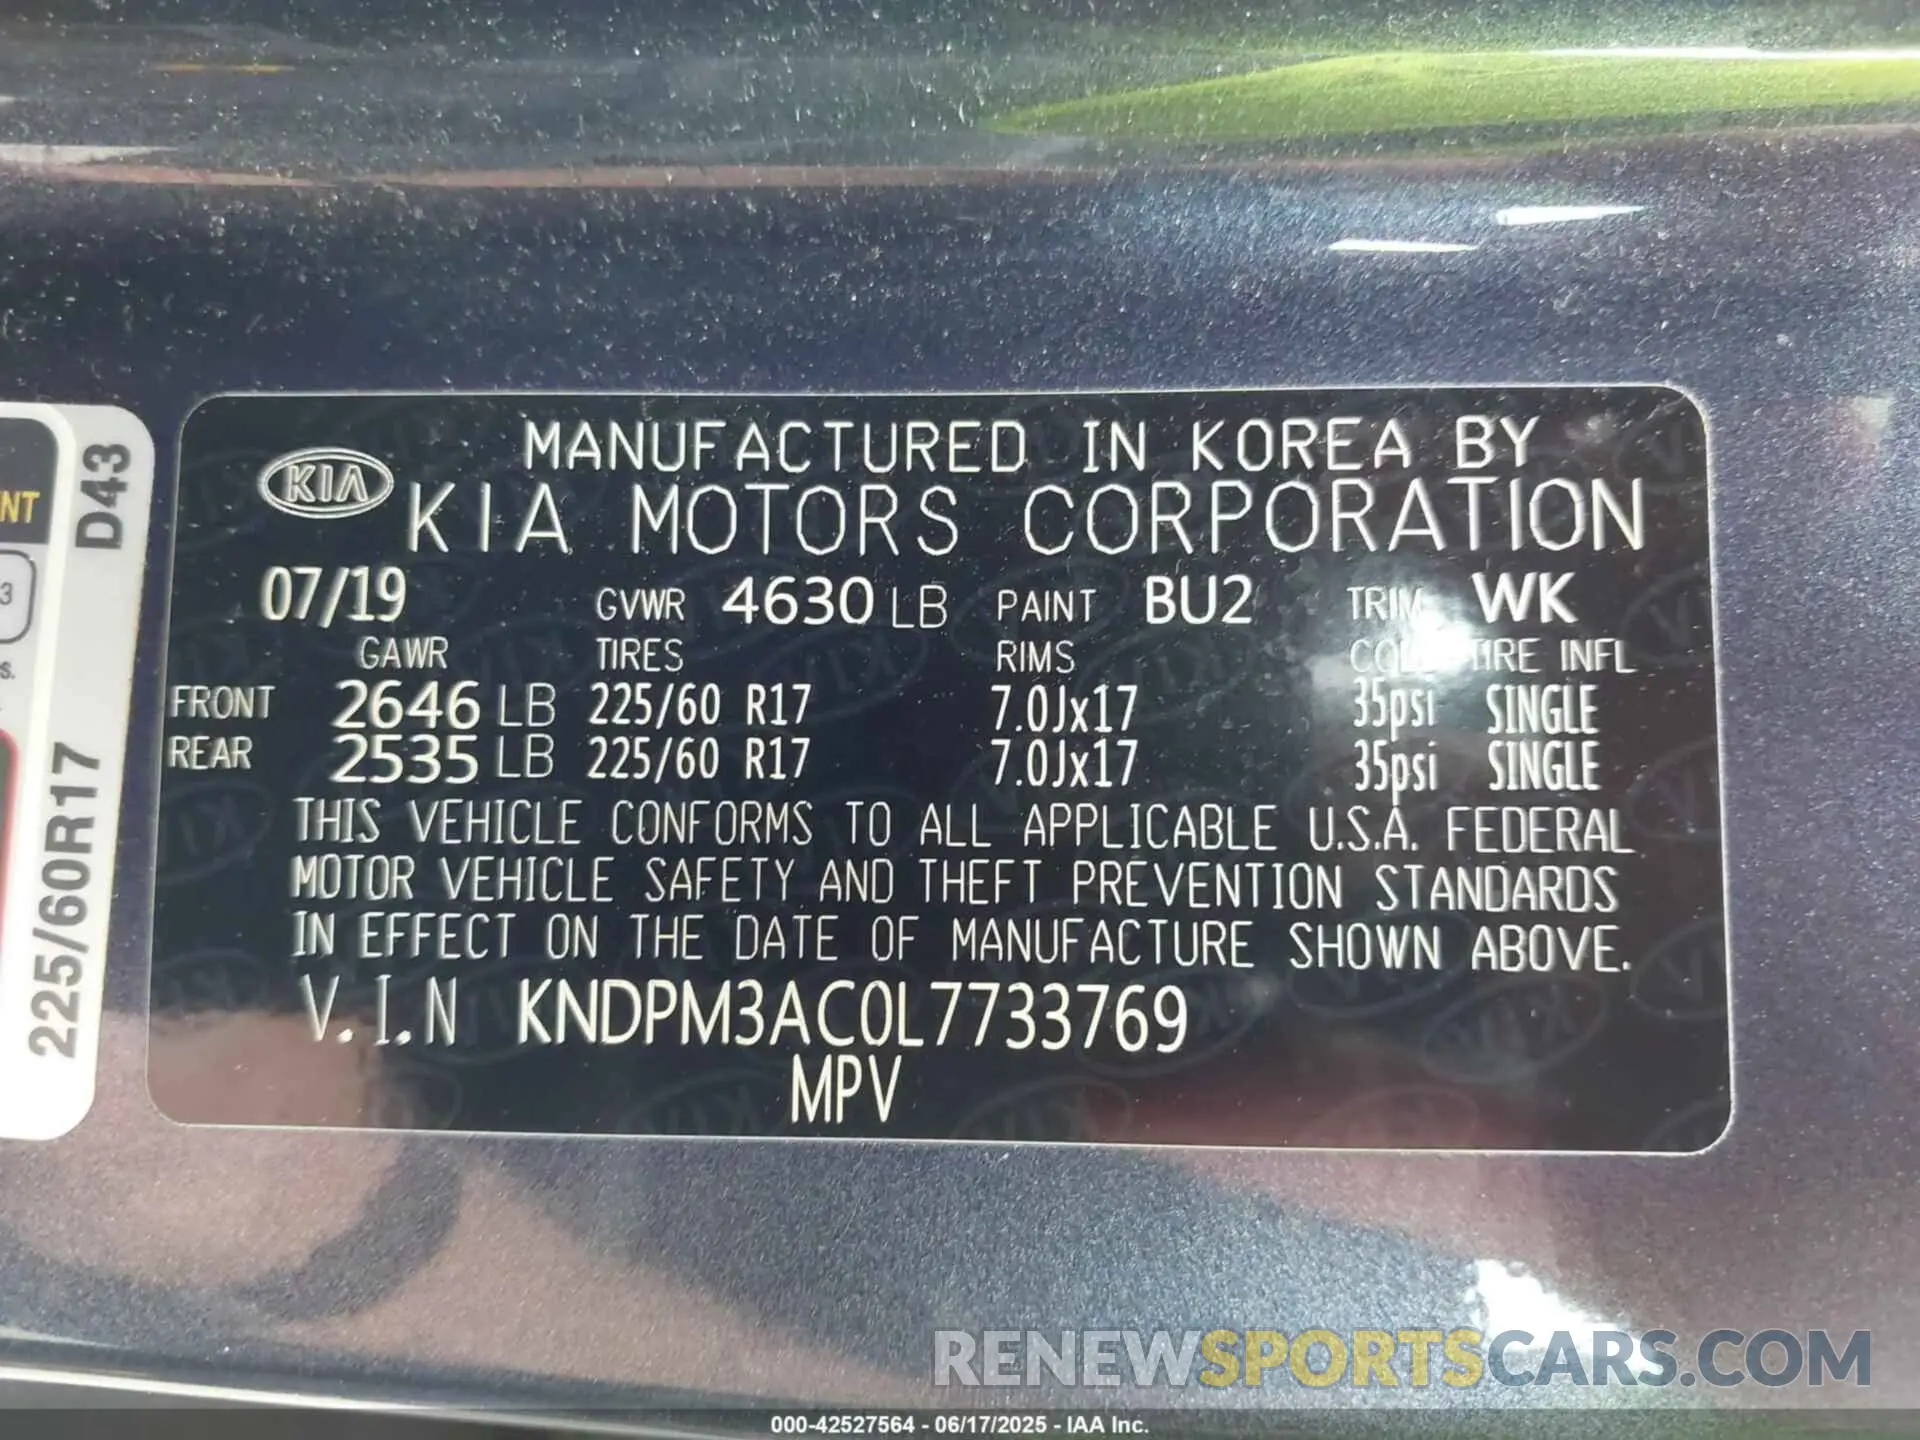 MANUFACTURED IN KOREA BY
KIA KIA MOTORS CORPORATION
07/19 GVWR 4630 LB PAINT BU2 TRIM WK
GAWR TIRES RIMS COLD TIRE INFL
FRONT 2646 LB 225/60 R17 7.0Jx17 35psi SINGLE
REAR 2535 LB 225/60 R17 7.0Jx17 35psi SINGLE
THIS VEHICLE CONFORMS TO ALL APPLICABLE U.S.A. FEDERAL
MOTOR VEHICLE SAFETY AND THEFT PREVENTION STANDARDS
IN EFFECT ON THE DATE OF MANUFACTURE SHOWN ABOVE.
V.I.N KNDPM3AC0L7733769
MPV
225/60R17 D43
NT
3
s.
RENEWSPORTSCARS.COM
000-42527564 - 06/17/2025 - IAA Inc.